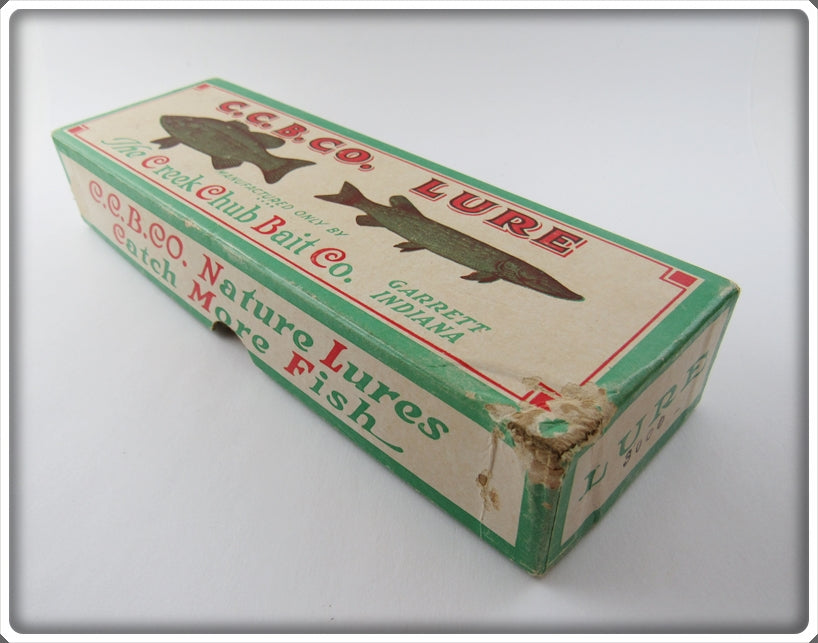 C.C.B.CO. LURE
MANUFACTURED ONLY BY
The Creek Chub Bait Co.
GARRETT
INDIANA
C.C.B.CO. Nature Lures
Catch More Fish
LURE